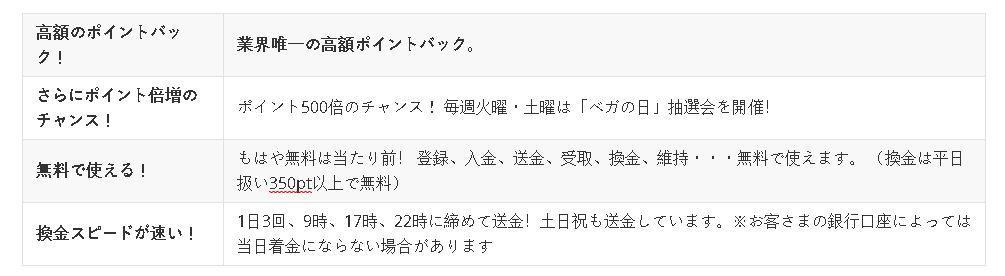 高額のポイントバッ
ク！
業界唯一の高額ポイントバック。
さらにポイント倍増の
チャンス！
ポイント500倍のチャンス！ 毎週火曜・土曜は「ベガの日」抽選会を開催!
無料で使える！
もはや無料は当たり前!　登録、入金、送金、受取、換金、維持・・・無料で使えます。（換金は平日
扱い350pt以上で無料）
換金スピードが速い！
1日3回、9時、17時、22時に締めて送金! 土日祝も送金しています。※お客さまの銀行口座によっては
当日着金にならない場合があります